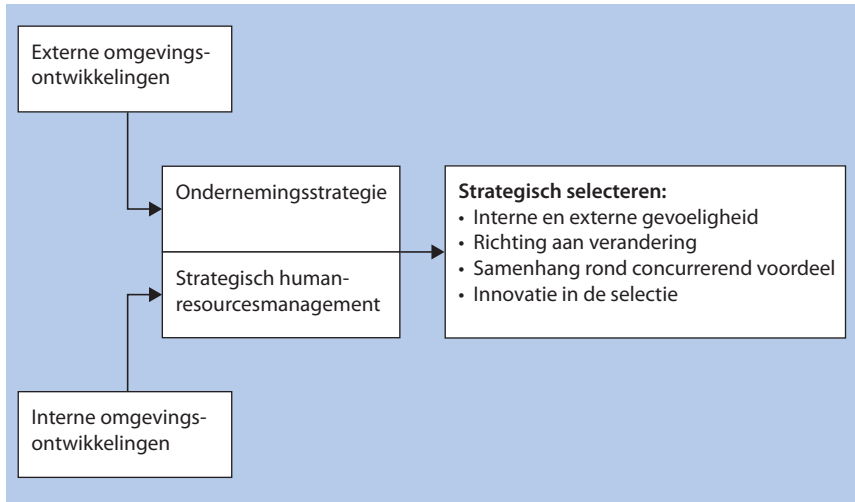 Externe omgevings-
ontwikkelingen
Ondernemingsstrategie
Strategisch human-
resourcesmanagement
Strategisch selecteren:
• Interne en externe gevoeligheid
• Richting aan verandering
• Samenhang rond concurrerend voordeel
• Innovatie in de selectie
Interne omgevings-
ontwikkelingen